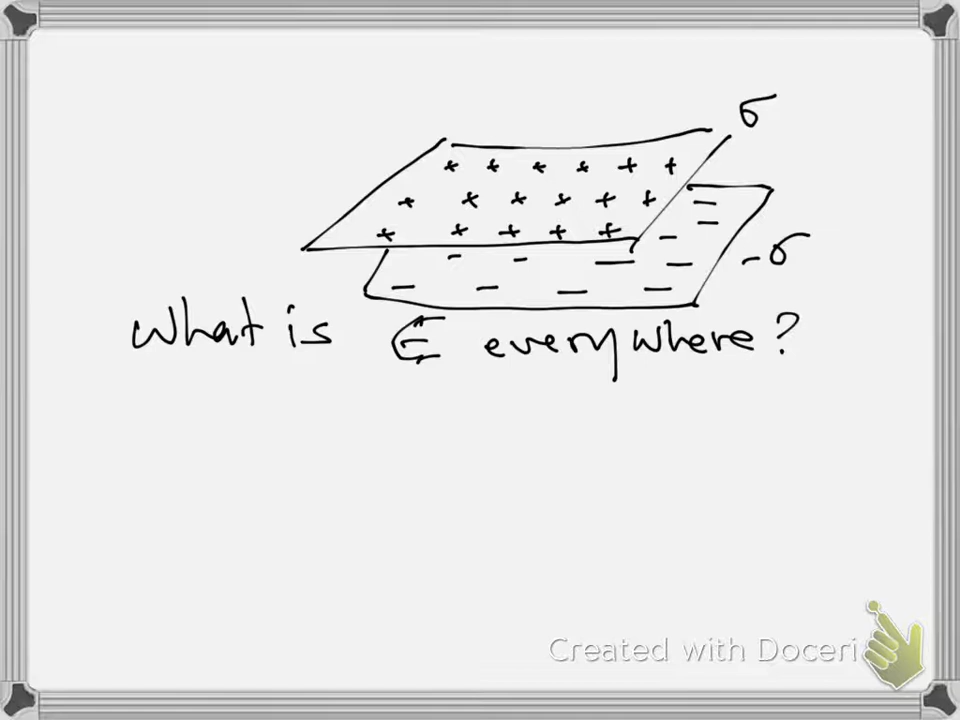 σ
-σ
What is E everywhere?
Created with Doceri